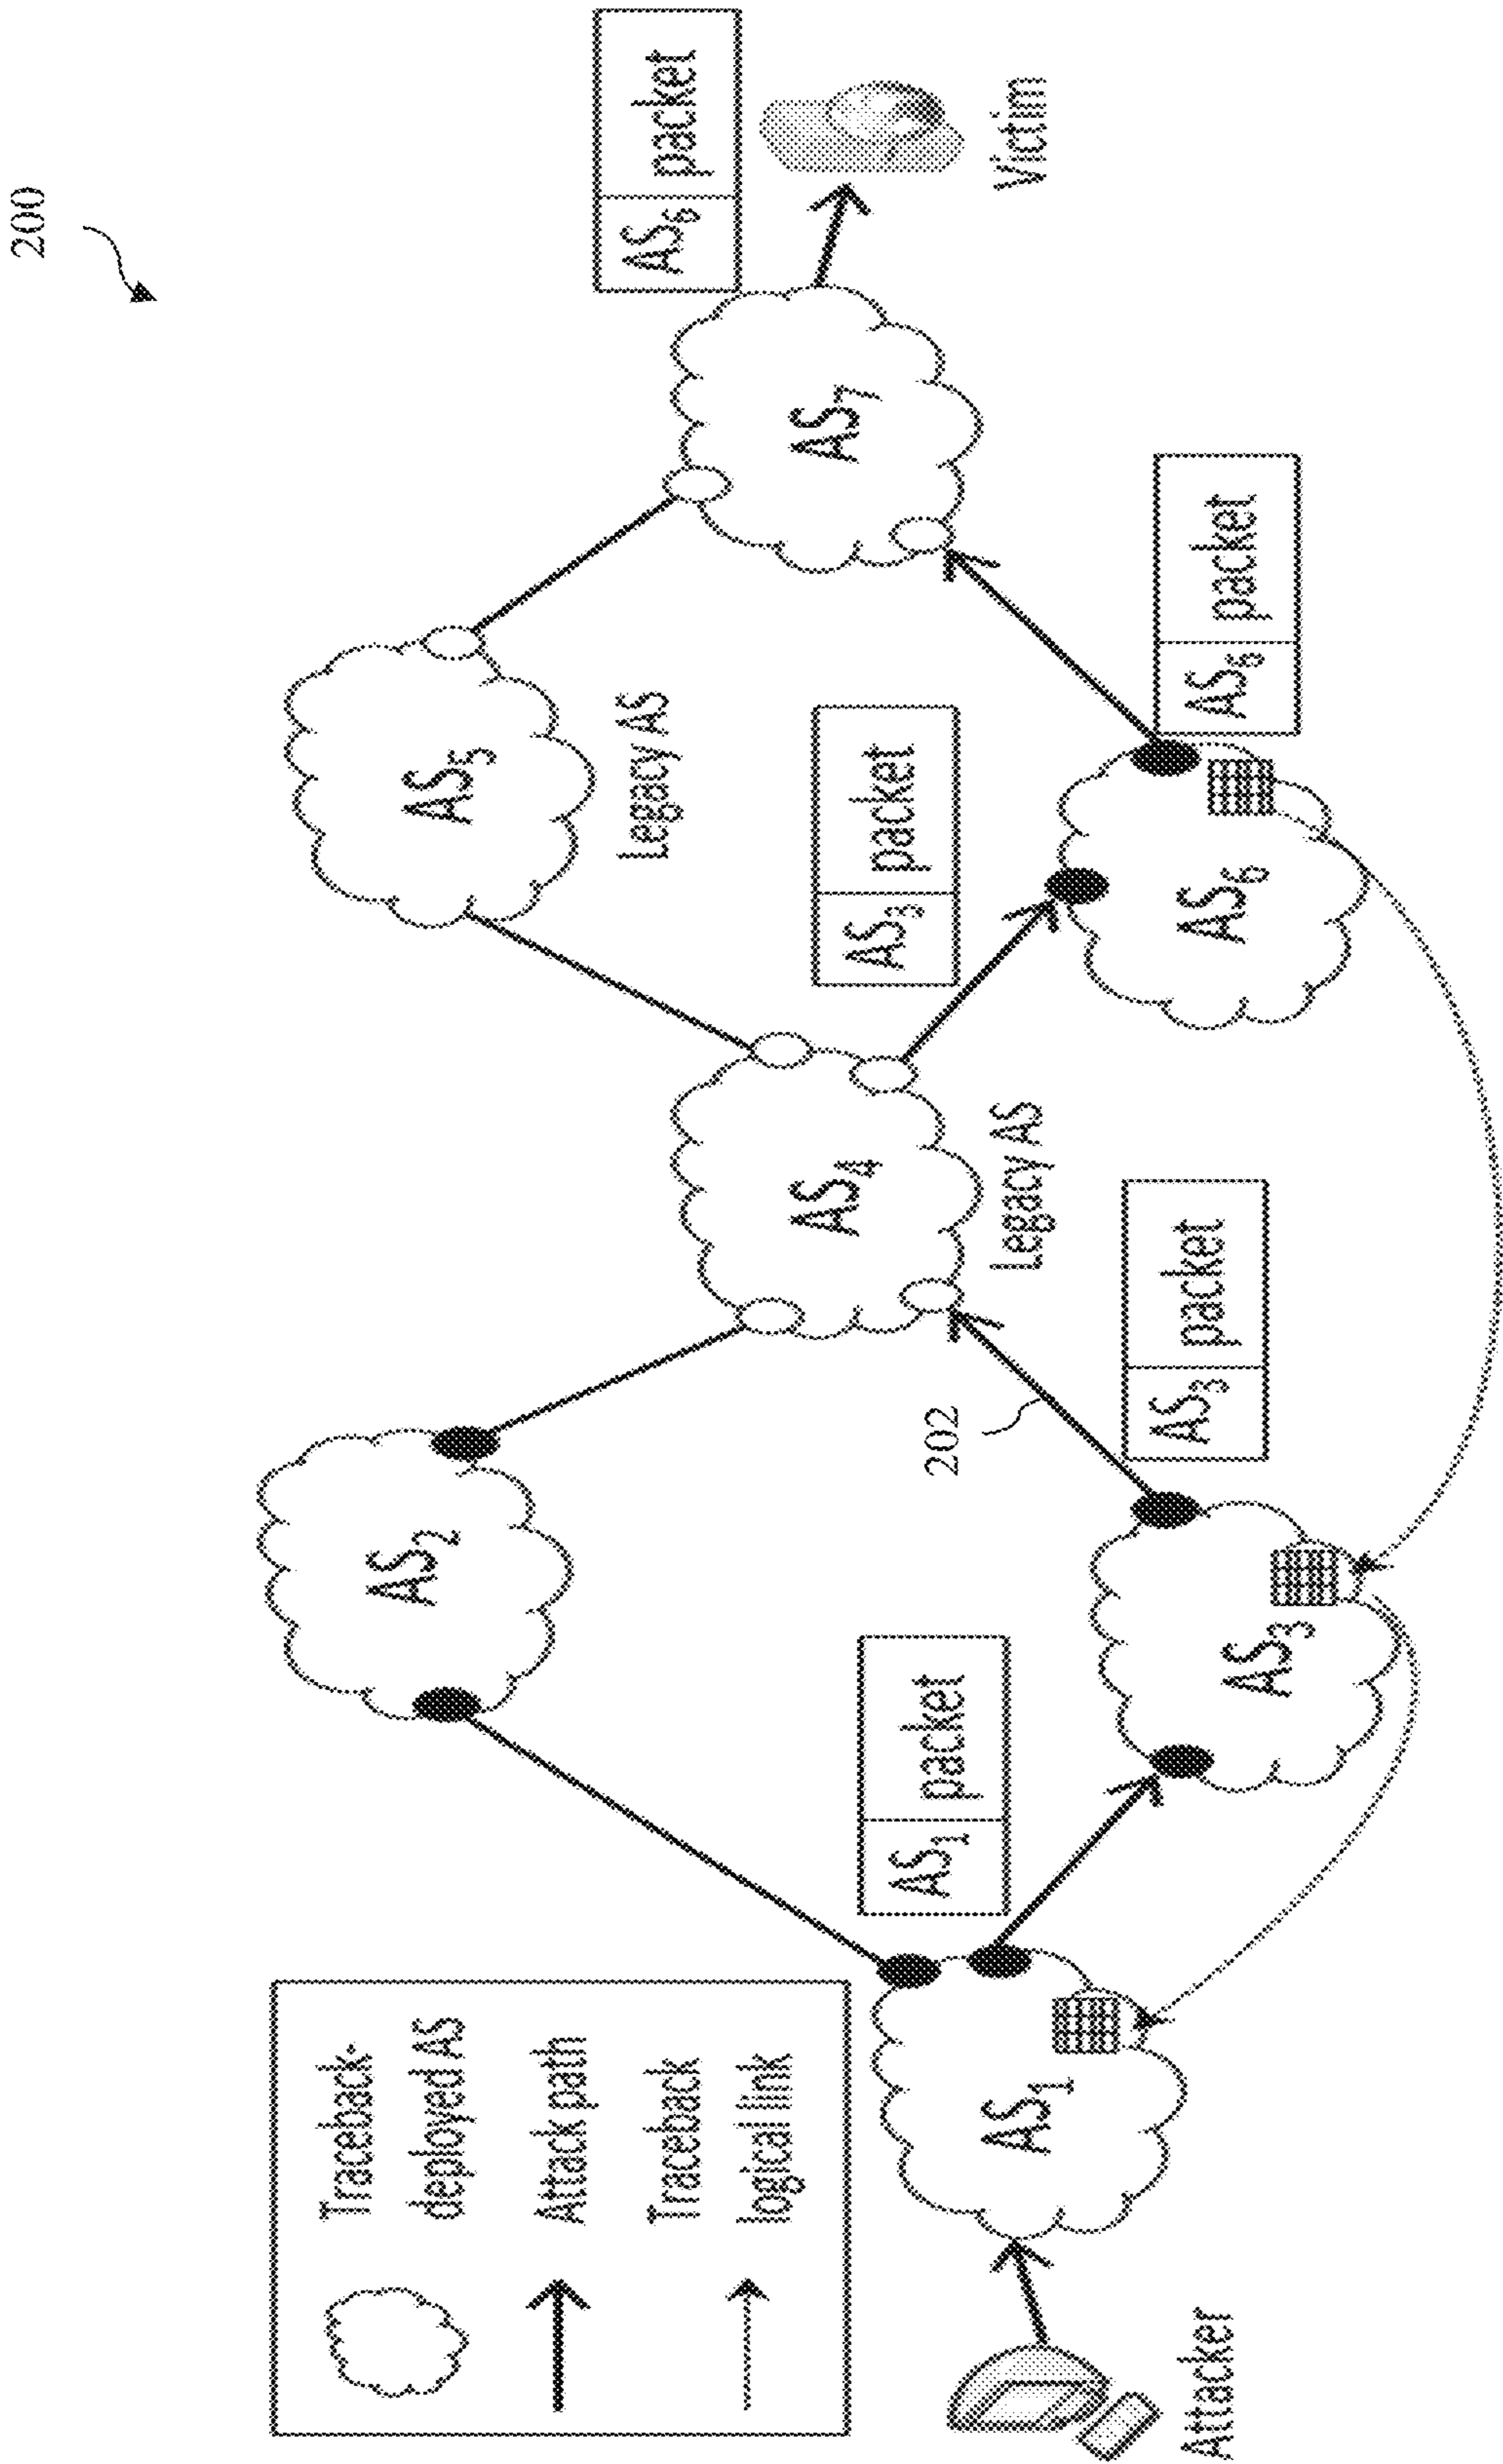 200
Traceback-
deployed AS
Attack path
Traceback
logical link
AS2
AS5
Legacy AS
AS6 packet
AS1 packet
AS4
Legacy AS
AS3 packet
AS7
Victim
202
AS1
Attacker
AS3
AS3 packet
AS6
AS6 packet